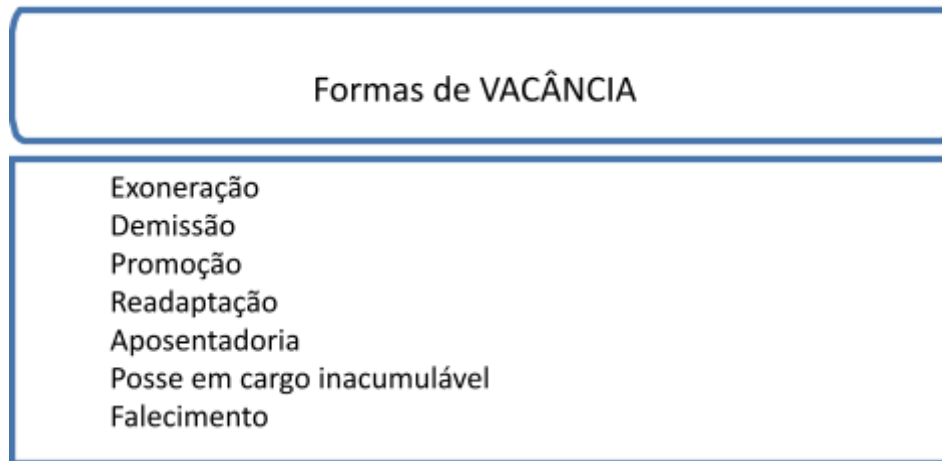 Formas de VACÂNCIA
Exoneração
Demissão
Promoção
Readaptação
Aposentadoria
Posse em cargo inacumulável
Falecimento